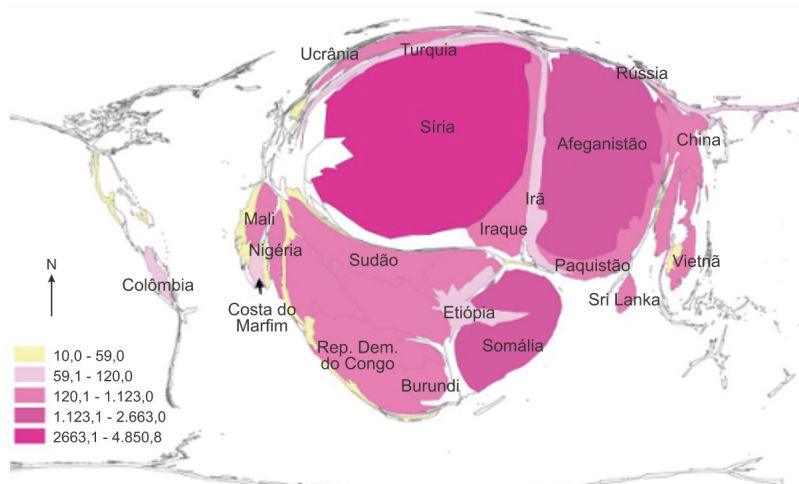 Ucrânia
Turquia
Rússia
Síria
Afeganistão
China
Irã
Mali
Iraque
Nigéria
Sudão
Paquistão
Vietnã
N
Colômbia
Costa do
Marfim
Sri Lanka
Etiópia
Somália
Rep. Dem.
do Congo
Burundi
10,0 - 59,0
59,1 - 120,0
120,1 - 1.123,0
1.123,1 - 2.663,0
2663,1 - 4.850,8